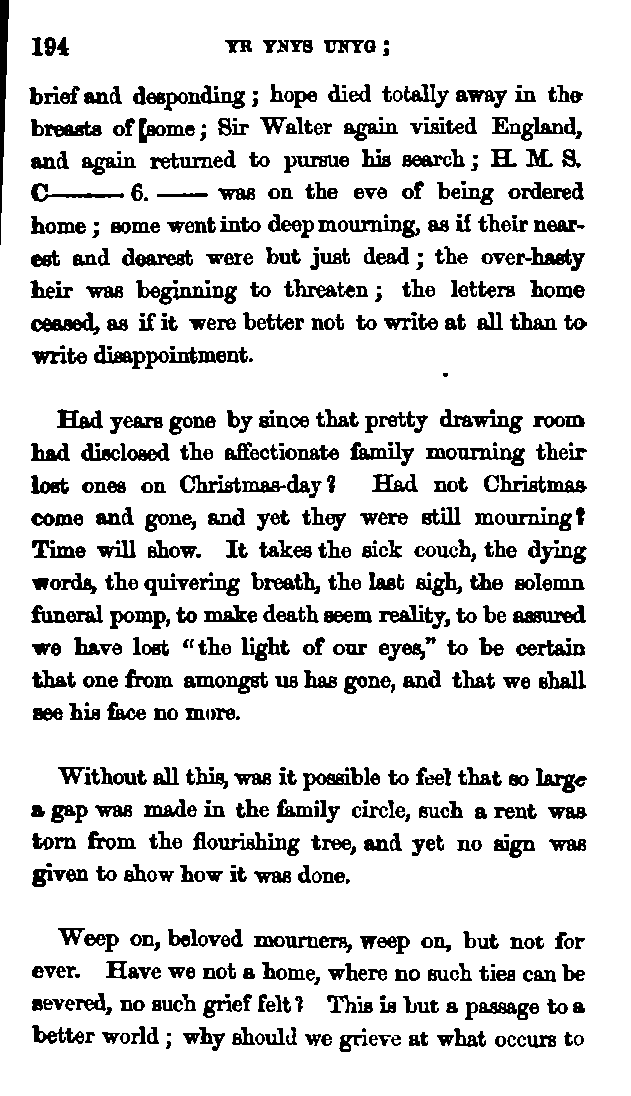 194 YR YNYS UNYG;
brief and desponding; hope died totally away in the
breasts of [some; Sir Walter again visited England,
and again returned to pursue his search; H. M. S.
C——— 6. —— was on the eve of being ordered
home; some went into deep mourning, as if their near-
est and dearest were but just dead; the over-hasty
heir was beginning to threaten; the letters home
ceased, as if it were better not to write at all than to
write disappointment.
Had years gone by since that pretty drawing room
had disclosed the affectionate family mourning their
lost ones on Christmas-day? Had not Christmas
come and gone, and yet they were still mourning?
Time will show. It takes the sick couch, the dying
words, the quivering breath, the last sigh, the solemn
funeral pomp, to make death seem reality, to be assured
we have lost "the light of our eyes," to be certain
that one from amongst us has gone, and that we shall
see his face no more.
Without all this, was it possible to feel that so large
a gap was made in the family circle, such a rent was
torn from the flourishing tree, and yet no sign was
given to show how it was done.
Weep on, beloved mourners, weep on, but not for
ever. Have we not a home, where no such ties can be
severed, no such grief felt? This is but a passage to a
better world; why should we grieve at what occurs to